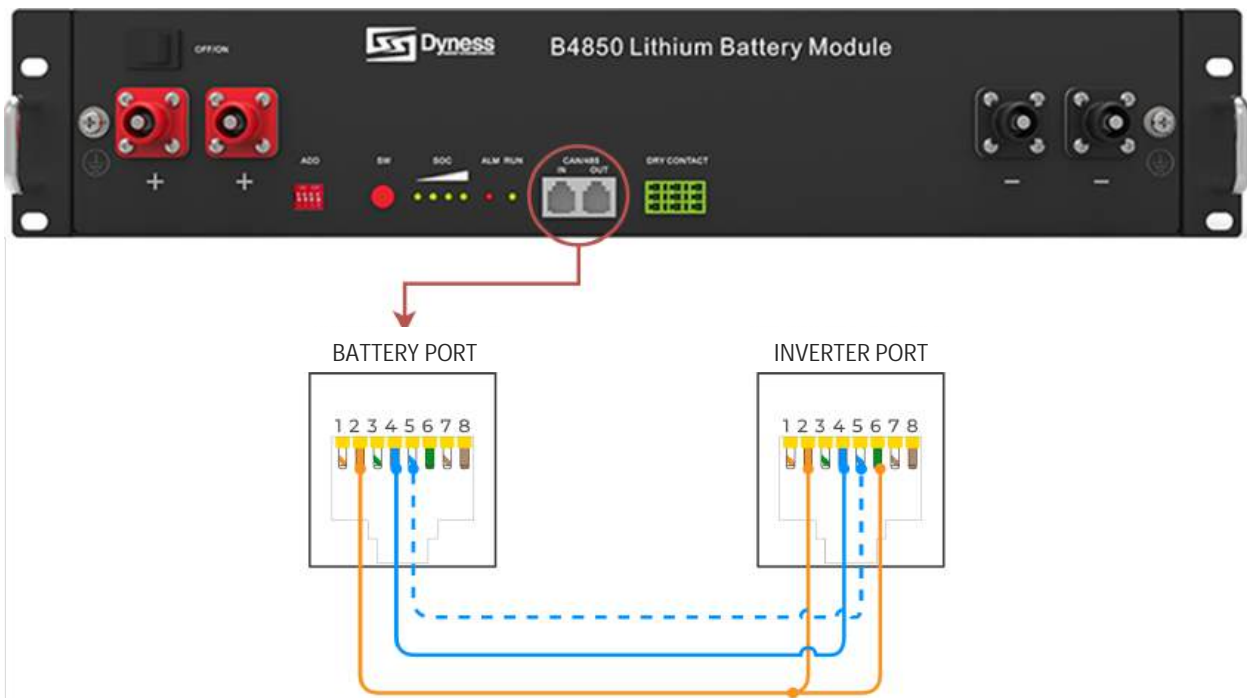 OFF/ON
Dyness
B4850 Lithium Battery Module
ADD
SW
SOC
ALM RUN
CAN/485
IN OUT
DRY CONTACT
+ + − −
BATTERY PORT
INVERTER PORT
1 2 3 4 5 6 7 8
1 2 3 4 5 6 7 8